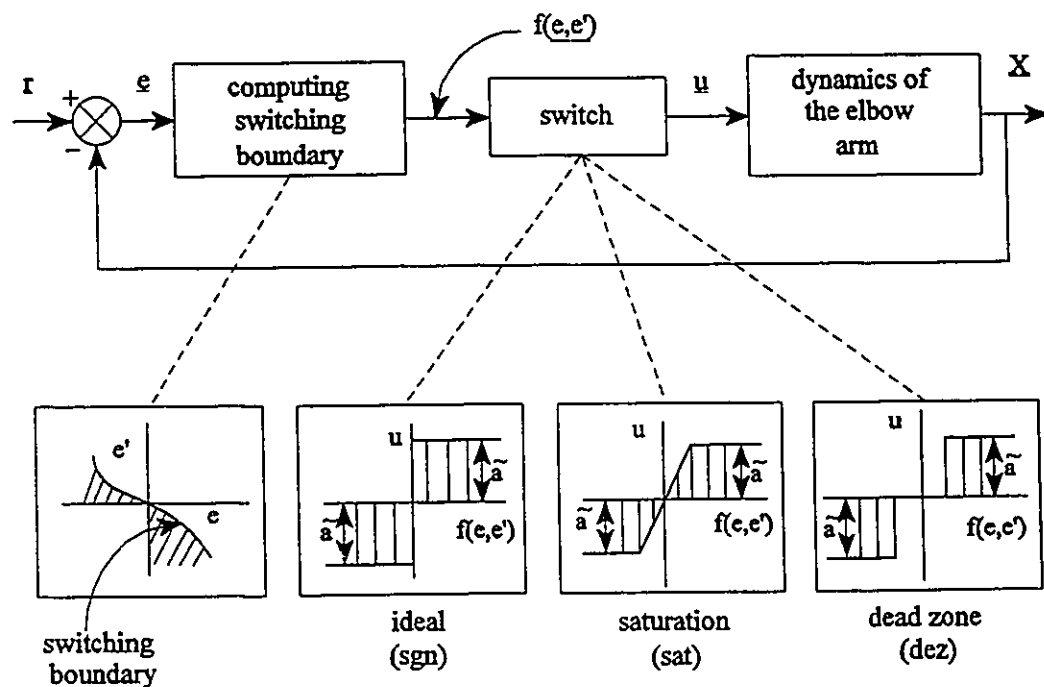 f(e,e')
r
+
−
e
computing
switching
boundary
switch
u
dynamics of
the elbow
arm
X
e'
e
switching
boundary
u
ã
ã
f(e,e')
ideal
(sgn)
u
ã
ã
f(e,e')
saturation
(sat)
u
ã
ã
f(e,e')
dead zone
(dez)